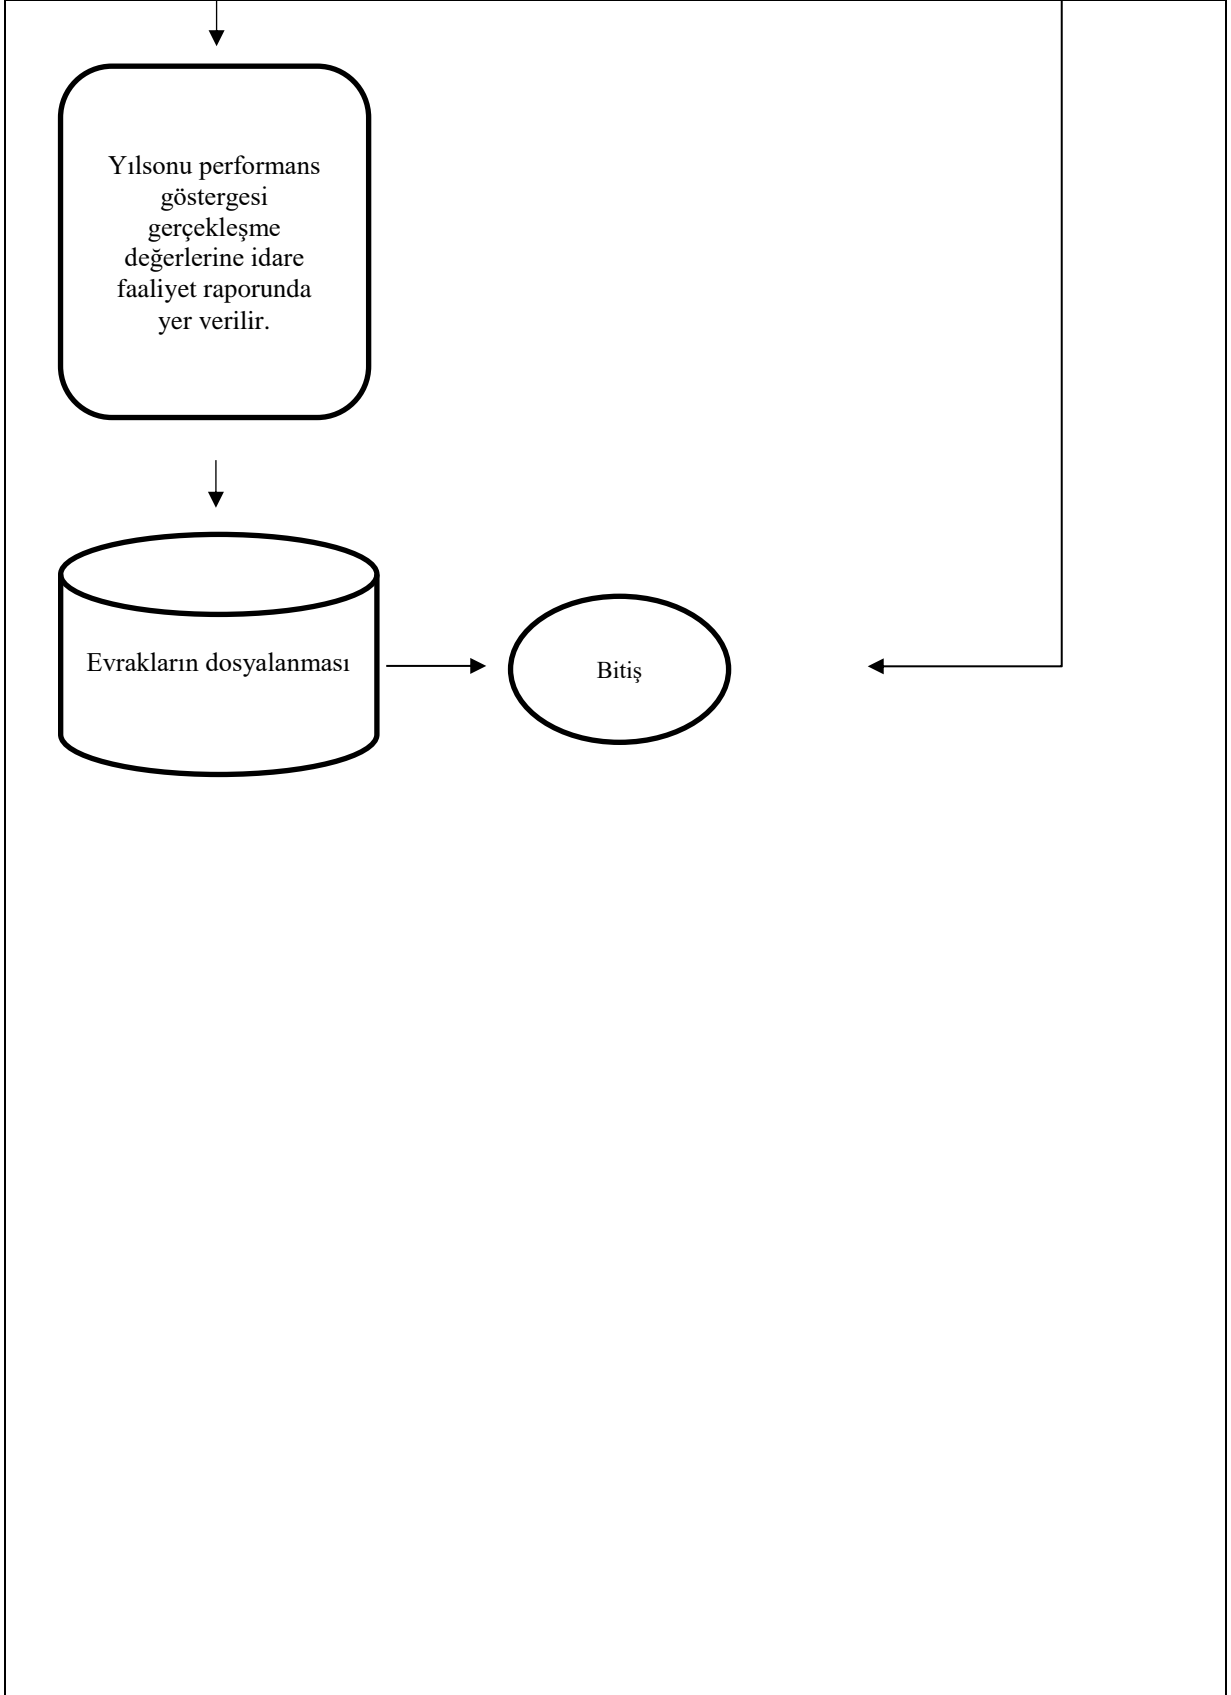 Yılsonu performans
göstergesi
gerçekleşme
değerlerine idare
faaliyet raporunda
yer verilir.
Evrakların dosyalanması
Bitiş